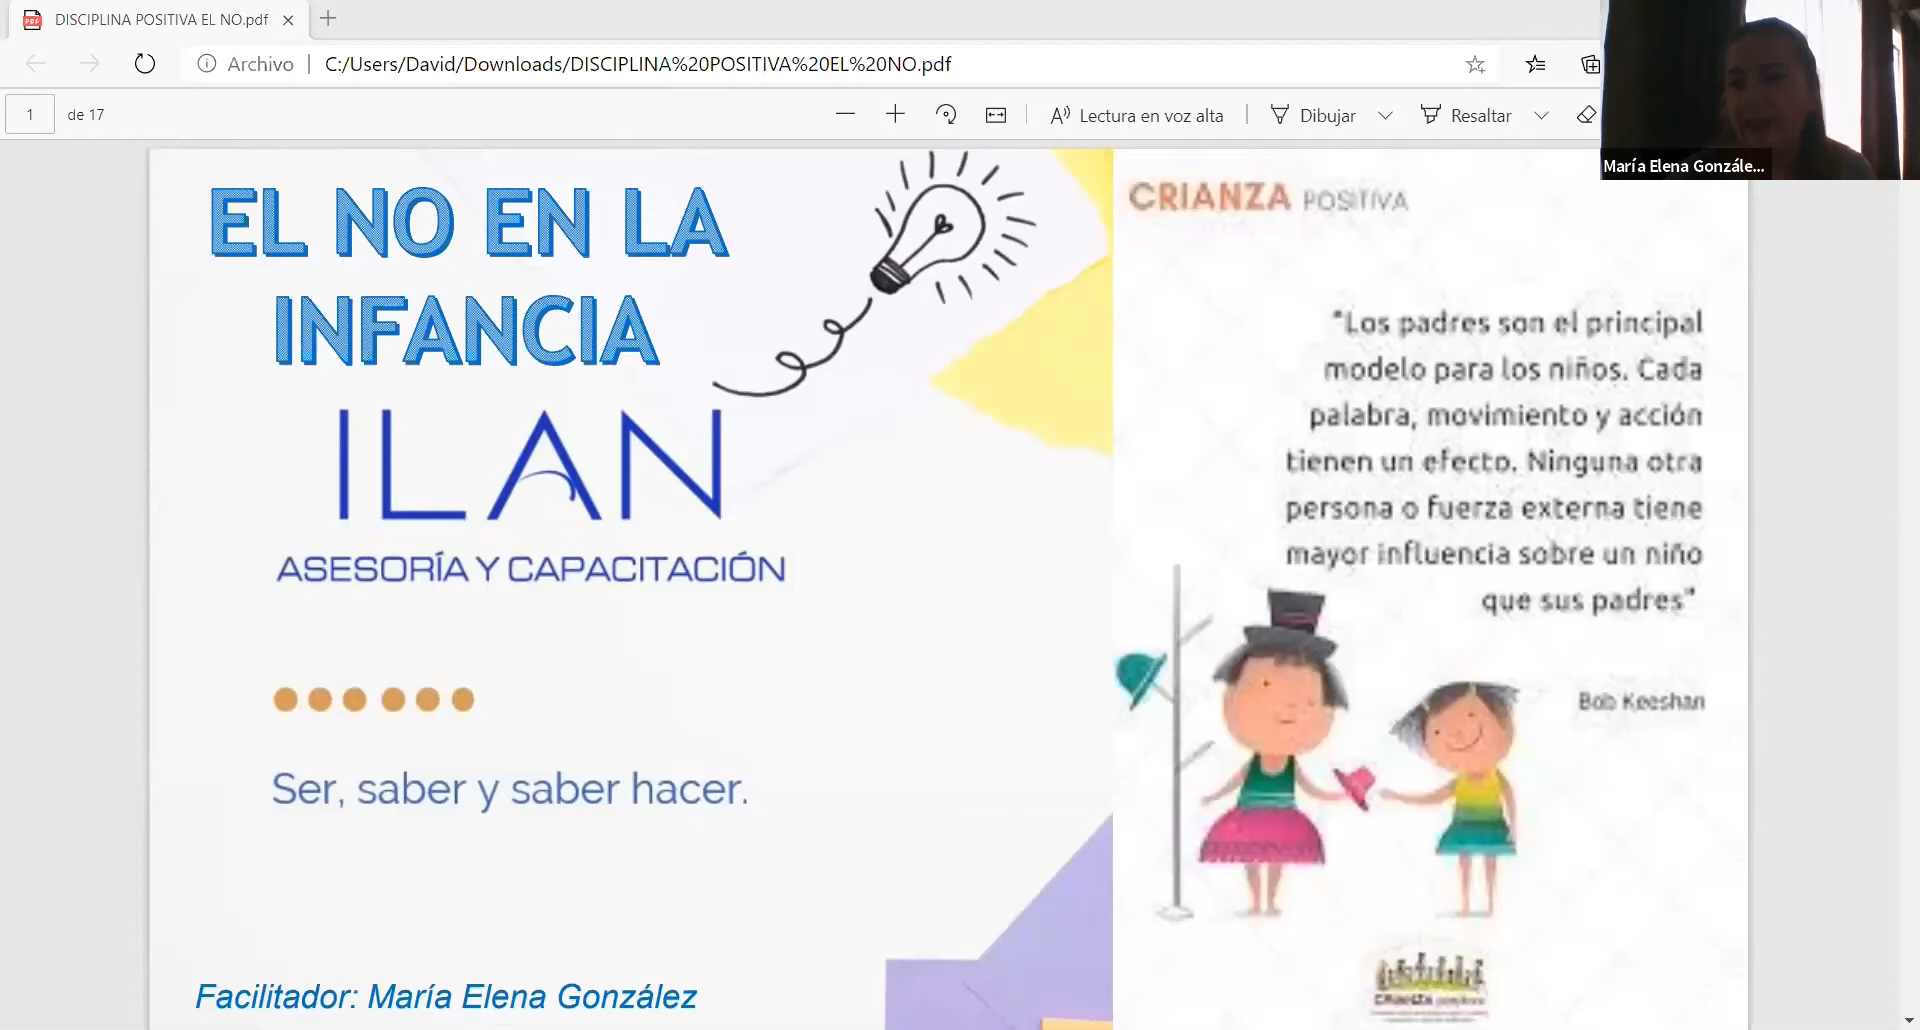 DISCIPLINA POSITIVA EL NO.pdf
Archivo
C:/Users/David/Downloads/DISCIPLINA%20POSITIVA%20EL%20NO.pdf
1 de 17
Lectura en voz alta
Dibujar
Resaltar
María Elena Gonzále...
EL NO EN LA
INFANCIA
ILAN
ASESORÍA Y CAPACITACIÓN
Ser, saber y saber hacer.
Facilitador: María Elena González
CRIANZA POSITIVA
"Los padres son el principal
modelo para los niños. Cada
palabra, movimiento y acción
tienen un efecto. Ninguna otra
persona o fuerza externa tiene
mayor influencia sobre un niño
que sus padres"
Bob Keeshan
CRIANZA